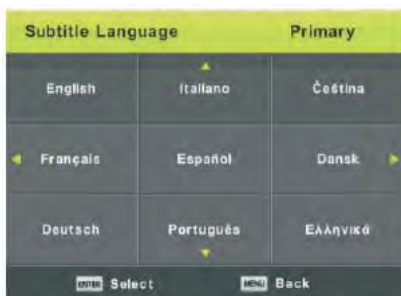 Subtitle Language Primary
English Italiano Čeština
Français Español Dansk
Deutsch Português Ελληνικά
ENTER Select MENU Back